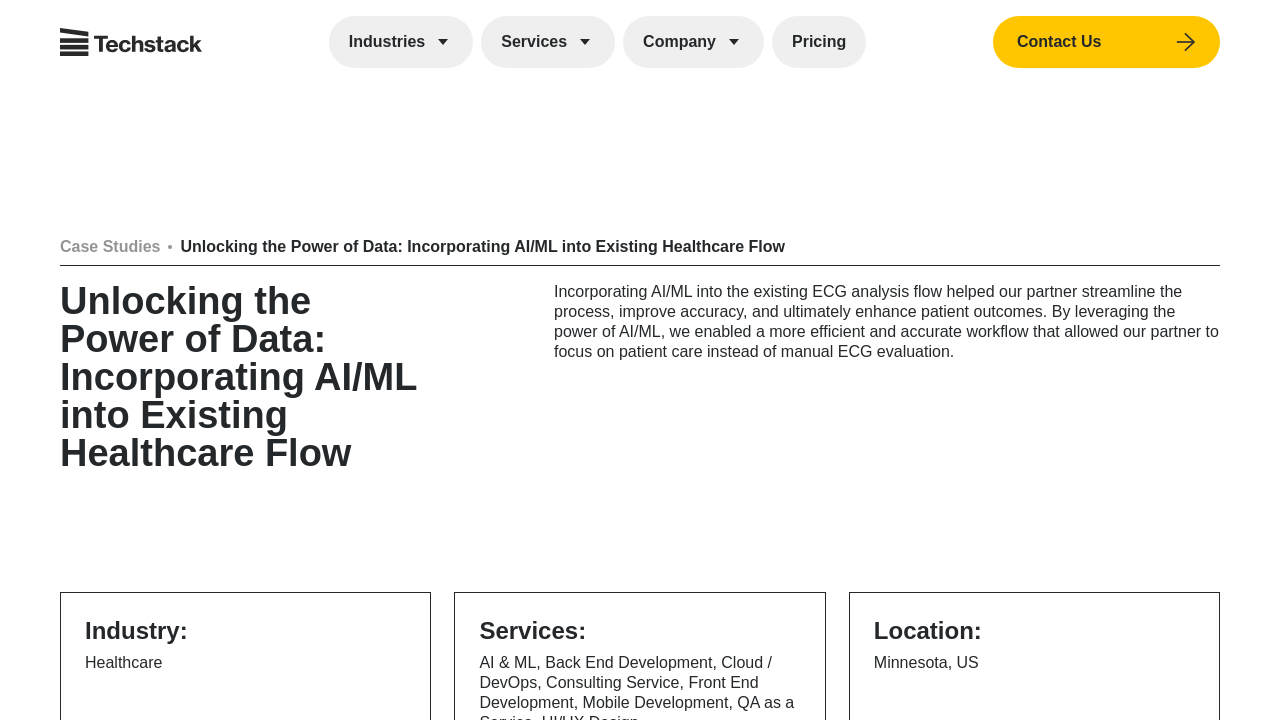 Techstack
Industries
Services
Company
Pricing
Contact Us
Case Studies • Unlocking the Power of Data: Incorporating AI/ML into Existing Healthcare Flow
Unlocking the
Power of Data:
Incorporating AI/ML
into Existing
Healthcare Flow
Incorporating AI/ML into the existing ECG analysis flow helped our partner streamline the
process, improve accuracy, and ultimately enhance patient outcomes. By leveraging the
power of AI/ML, we enabled a more efficient and accurate workflow that allowed our partner to
focus on patient care instead of manual ECG evaluation.
Industry:
Healthcare
Services:
AI & ML, Back End Development, Cloud /
DevOps, Consulting Service, Front End
Development, Mobile Development, QA as a
Service, UI/UX Design
Location:
Minnesota, US